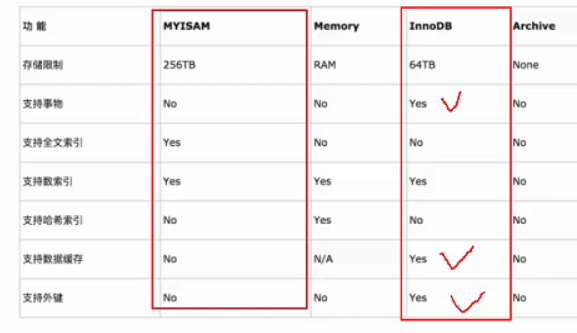 功 能 MYISAM Memory InnoDB Archive
存储限制 256TB RAM 64TB None
支持事物 No No Yes No
支持全文索引 Yes No No No
支持数索引 Yes Yes Yes No
支持哈希索引 No Yes No No
支持数据缓存 No N/A Yes No
支持外键 No No Yes No